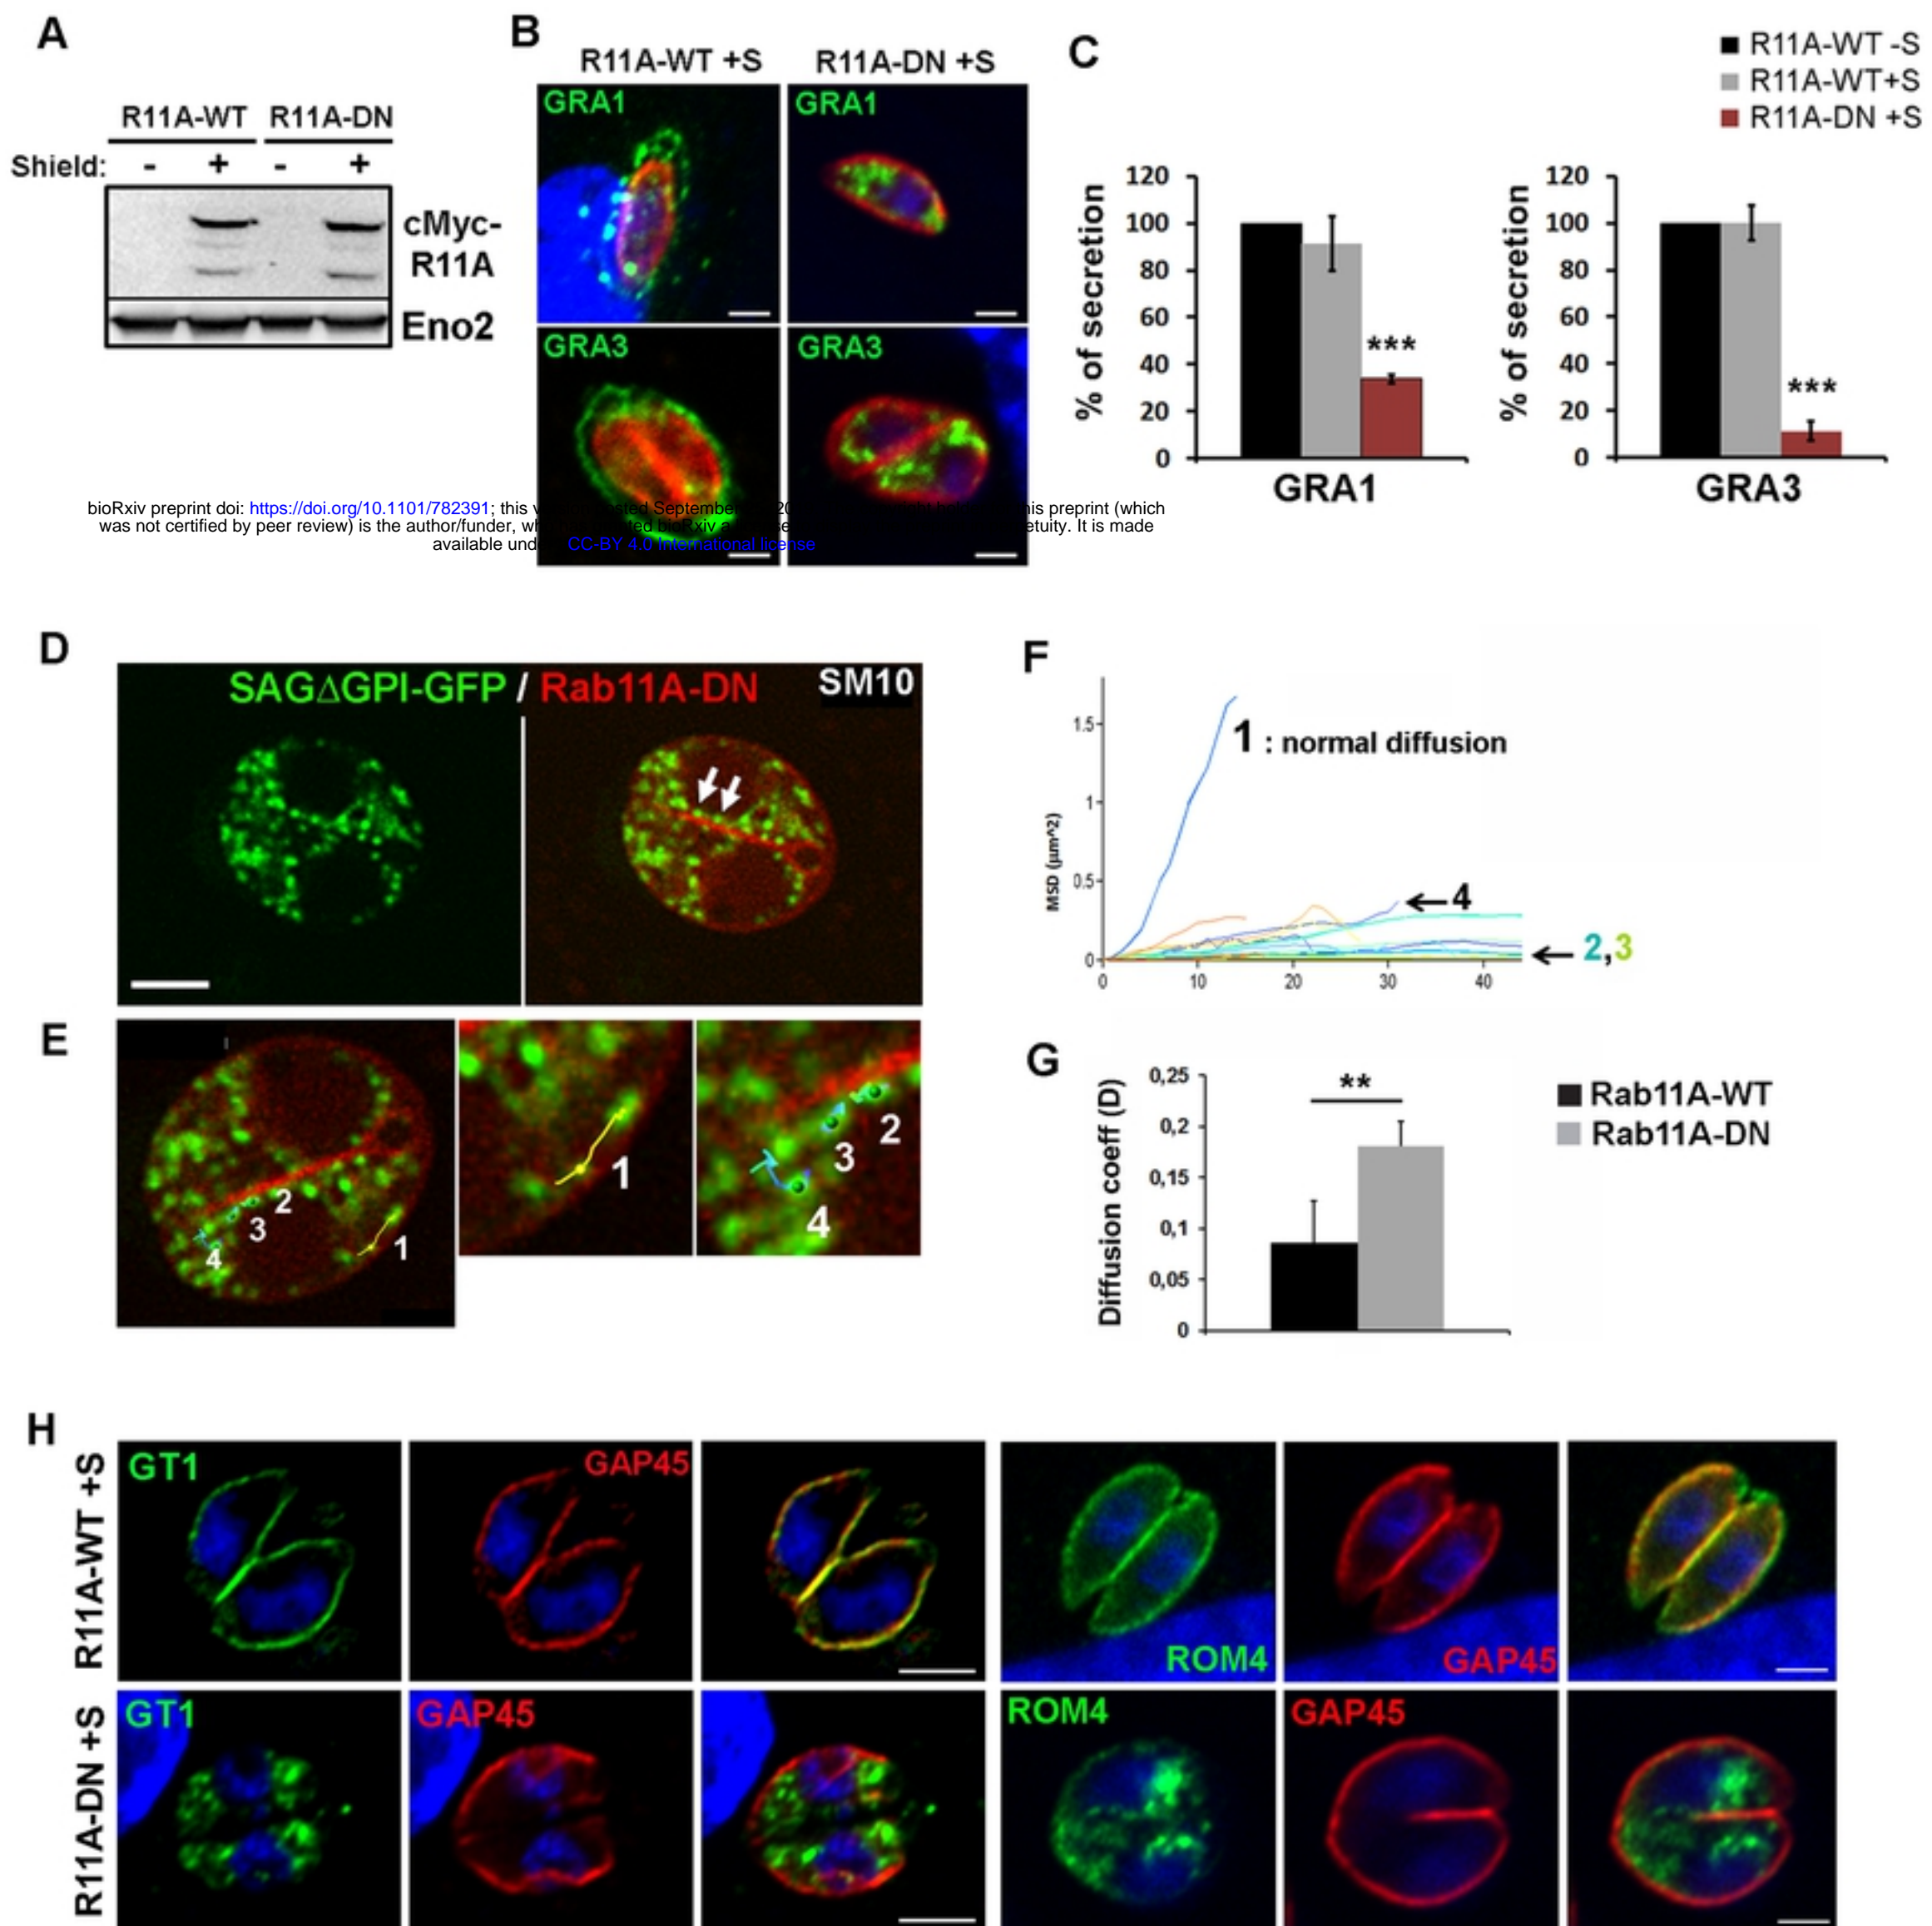 A
R11A-WT R11A-DN
Shield: - + - +
cMyc-
R11A
Eno2
B
R11A-WT +S R11A-DN +S
GRA1 GRA1
GRA3 GRA3
C
R11A-WT -S
R11A-WT+S
R11A-DN +S
% of secretion
120
100
80
60
40
20
0
***
GRA1
% of secretion
120
100
80
60
40
20
0
***
GRA3
bioRxiv preprint doi: https://doi.org/10.1101/782391; this v sted September 20 his preprint (which
was not certified by peer review) is the author/funder, wh ted bioRxiv a etuity. It is made
available und CC-BY 4.0 International license
D
SAGΔGPI-GFP / Rab11A-DN SM10
E
1
2
3
4
1
2
3
4
F
MSD (µm^2)
1.5
1
0.5
0
0 10 20 30 40
1 : normal diffusion
4
2,3
G
Diffusion coeff (D)
0,25
0,2
0,15
0,1
0,05
0
**
Rab11A-WT
Rab11A-DN
H
R11A-WT +S
GT1 GAP45
ROM4 GAP45
R11A-DN +S
GT1 GAP45
ROM4 GAP45